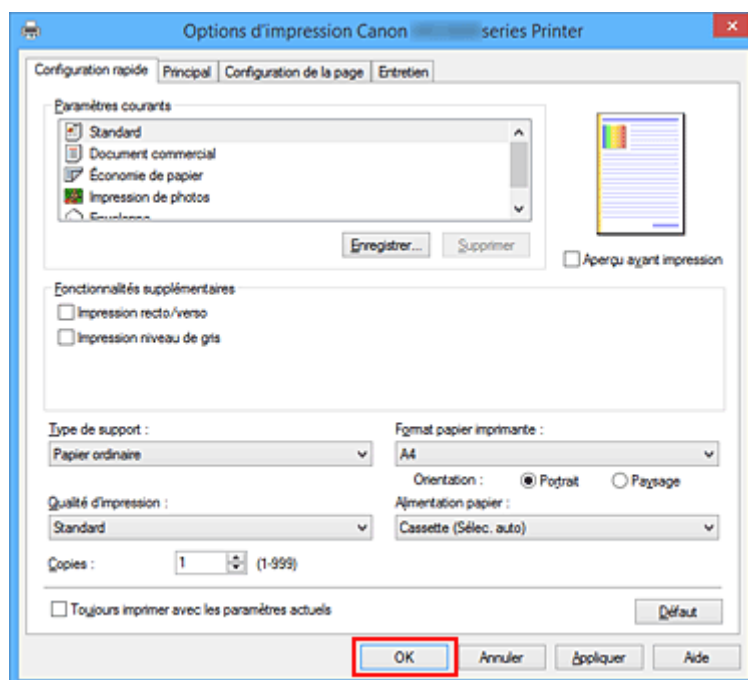 Options d'impression Canon series Printer
Configuration rapide Principal Configuration de la page Entretien
Paramètres courants
Standard
Document commercial
Économie de papier
Impression de photos
Enregistrer... Supprimer
Aperçu avant impression
Fonctionnalités supplémentaires
Impression recto/verso
Impression niveau de gris
Type de support :
Papier ordinaire
Format papier imprimante :
A4
Orientation : Portrait Paysage
Qualité d'impression :
Standard
Alimentation papier :
Cassette (Sélec. auto)
Copies : 1 (1-999)
Toujours imprimer avec les paramètres actuels
Défaut
OK Annuler Appliquer Aide